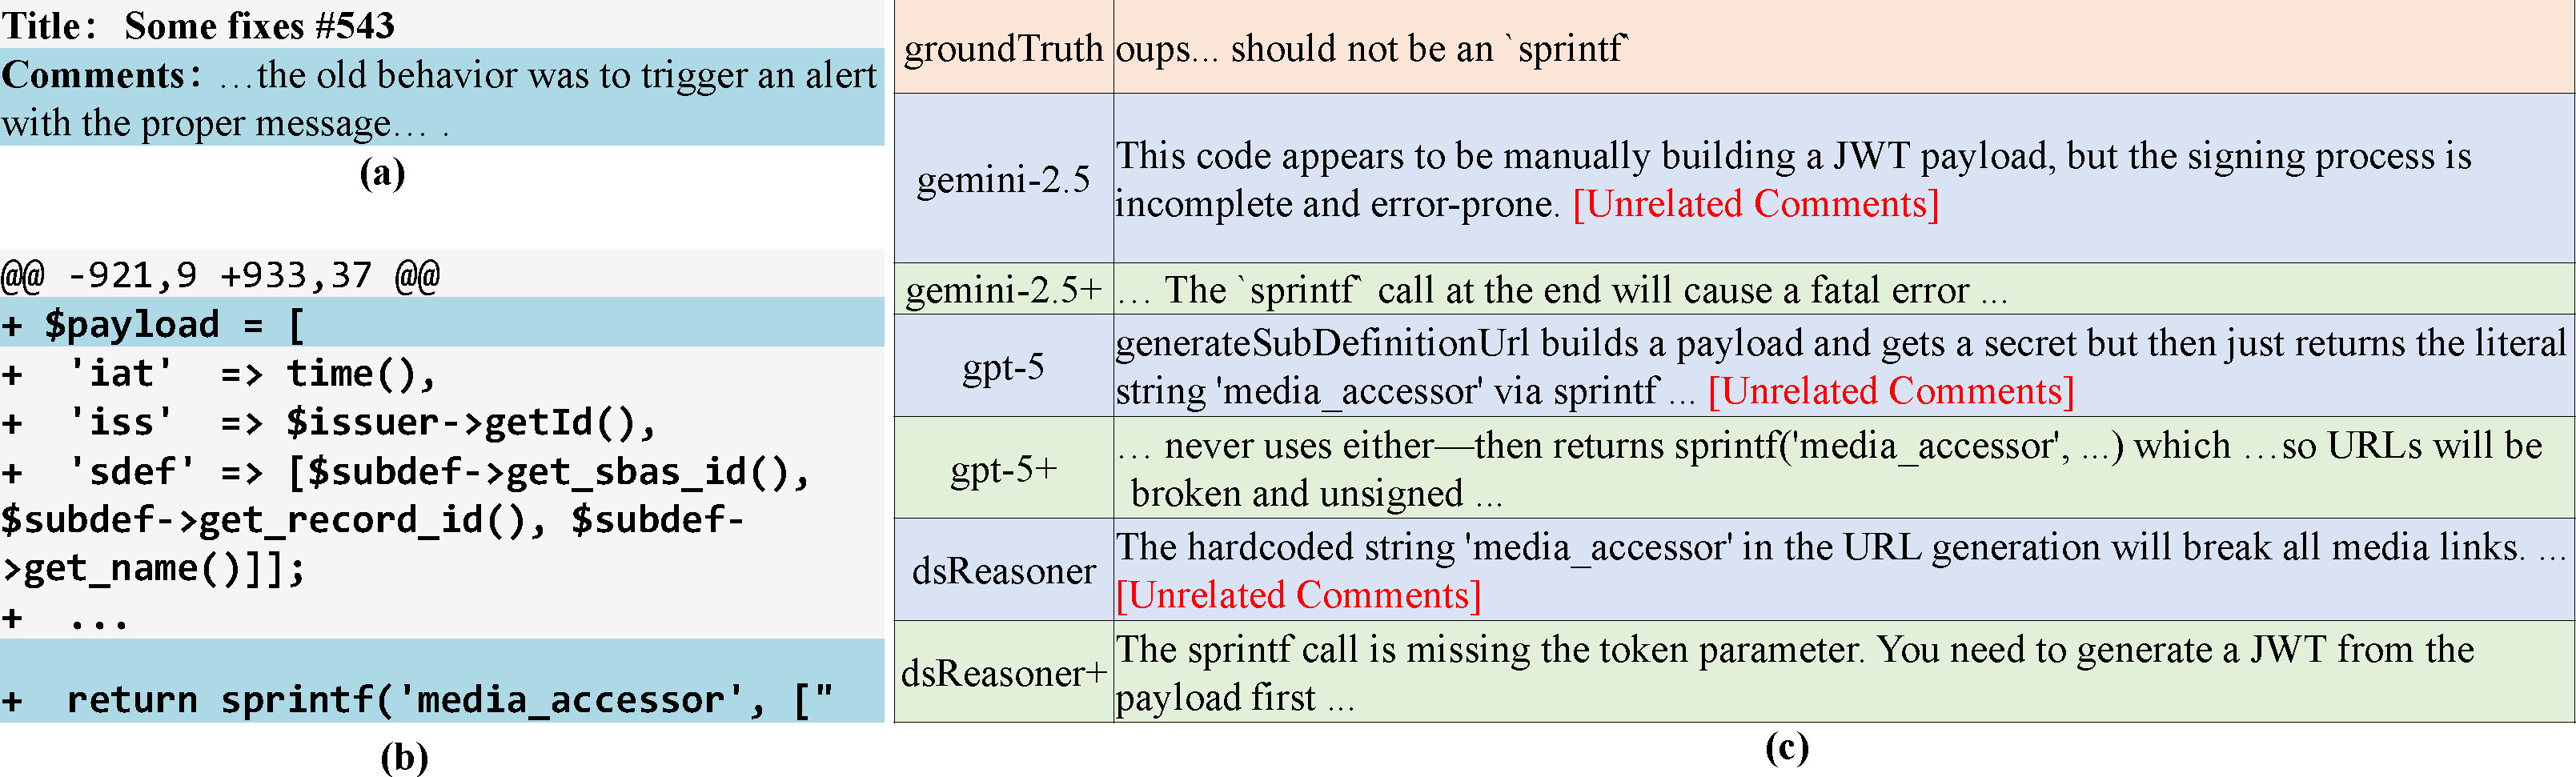 Title: Some fixes #543
Comments: …the old behavior was to trigger an alert
with the proper message… .
(a)
@@ -921,9 +933,37 @@
+ $payload = [
+  'iat'  => time(),
+  'iss'  => $issuer->getId(),
+  'sdef' => [$subdef->get_sbas_id(),
$subdef->get_record_id(), $subdef-
>get_name()]];
+  ...
+  return sprintf('media_accessor', ["
(b)
groundTruth
oups... should not be an `sprintf`
gemini-2.5
This code appears to be manually building a JWT payload, but the signing process is
incomplete and error-prone. [Unrelated Comments]
gemini-2.5+
… The `sprintf` call at the end will cause a fatal error ...
gpt-5
generateSubDefinitionUrl builds a payload and gets a secret but then just returns the literal
string 'media_accessor' via sprintf ... [Unrelated Comments]
gpt-5+
… never uses either—then returns sprintf('media_accessor', ...) which …so URLs will be
broken and unsigned ...
dsReasoner
The hardcoded string 'media_accessor' in the URL generation will break all media links. ...
[Unrelated Comments]
dsReasoner+
The sprintf call is missing the token parameter. You need to generate a JWT from the
payload first ...
(c)